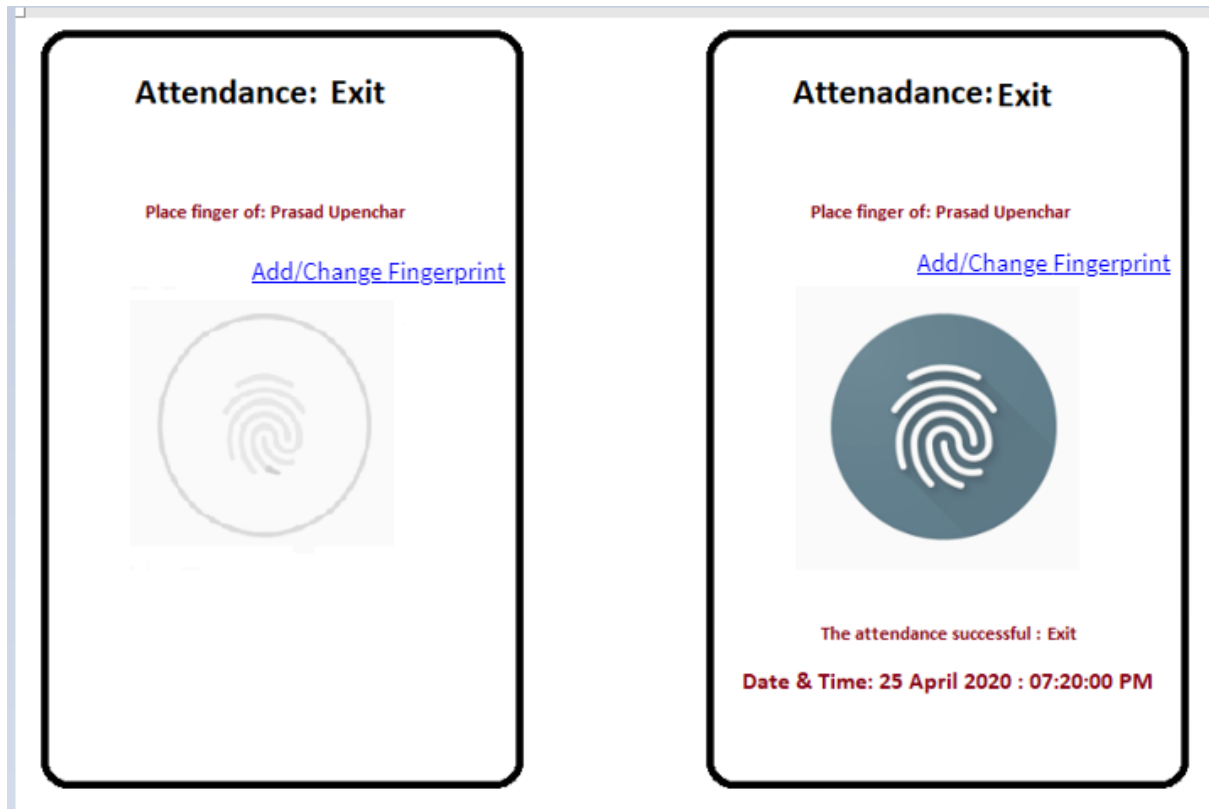 Attendance: Exit
Place finger of: Prasad Upenchar
Add/Change Fingerprint
Attenadance: Exit
Place finger of: Prasad Upenchar
Add/Change Fingerprint
The attendance successful : Exit
Date & Time: 25 April 2020 : 07:20:00 PM